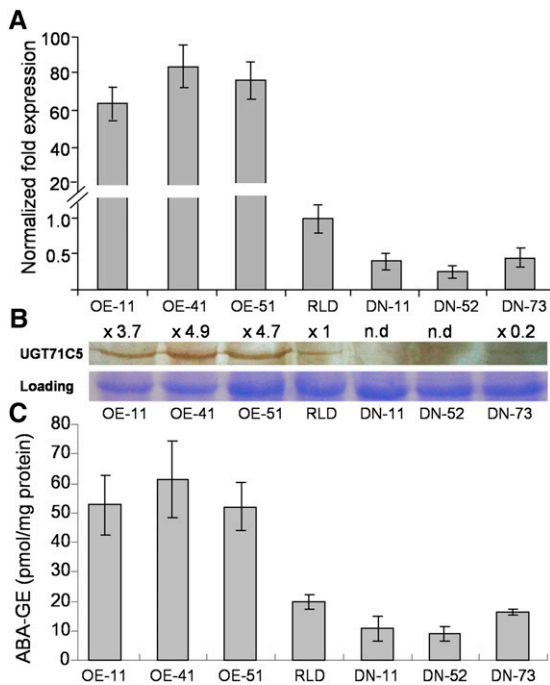 A
Normalized fold expression
100
80
60
40
20
1.0
0.5
OE-11 OE-41 OE-51 RLD DN-11 DN-52 DN-73
B
x 3.7 x 4.9 x 4.7 x 1 n.d n.d x 0.2
UGT71C5
Loading
OE-11 OE-41 OE-51 RLD DN-11 DN-52 DN-73
C
ABA-GE (pmol/mg protein)
80
70
60
50
40
30
20
10
0
OE-11 OE-41 OE-51 RLD DN-11 DN-52 DN-73